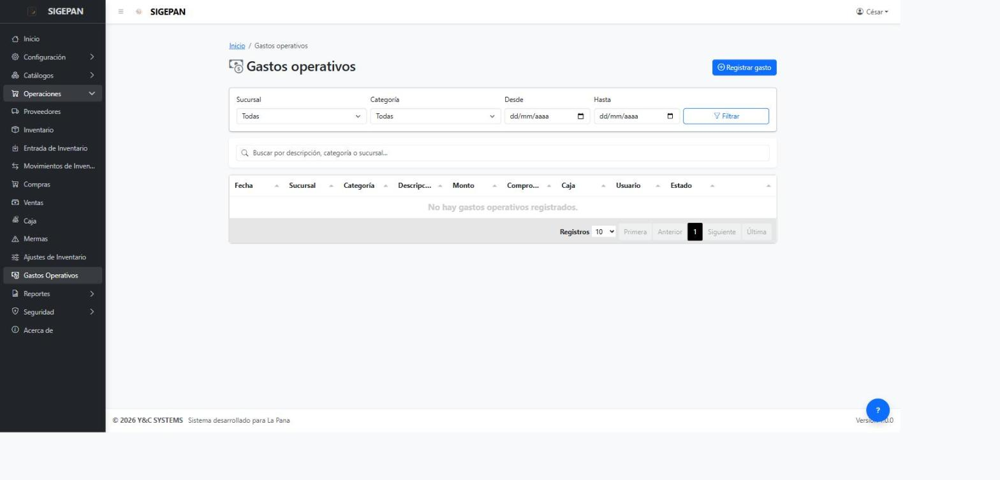 SIGEPAN
SIGEPAN
César
Inicio
Configuración
Catálogos
Operaciones
Proveedores
Inventario
Entrada de Inventario
Movimientos de Inven...
Compras
Ventas
Caja
Mermas
Ajustes de Inventario
Gastos Operativos
Reportes
Seguridad
Acerca de
Inicio / Gastos operativos
Gastos operativos
Registrar gasto
Sucursal Categoría Desde Hasta
Todas Todas dd/mm/aaaa dd/mm/aaaa Filtrar
Buscar por descripción, categoría o sucursal...
Fecha Sucursal Categoría Descripc... Monto Compro... Caja Usuario Estado
No hay gastos operativos registrados.
Registros 10 Primera Anterior 1 Siguiente Última
?
© 2026 Y&C SYSTEMS Sistema desarrollado para La Pana